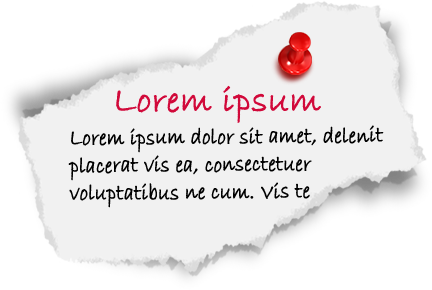 Lorem ipsum
Lorem ipsum dolor sit amet, delenit
placerat vis ea, consectetuer
voluptatibus ne cum. Vis te